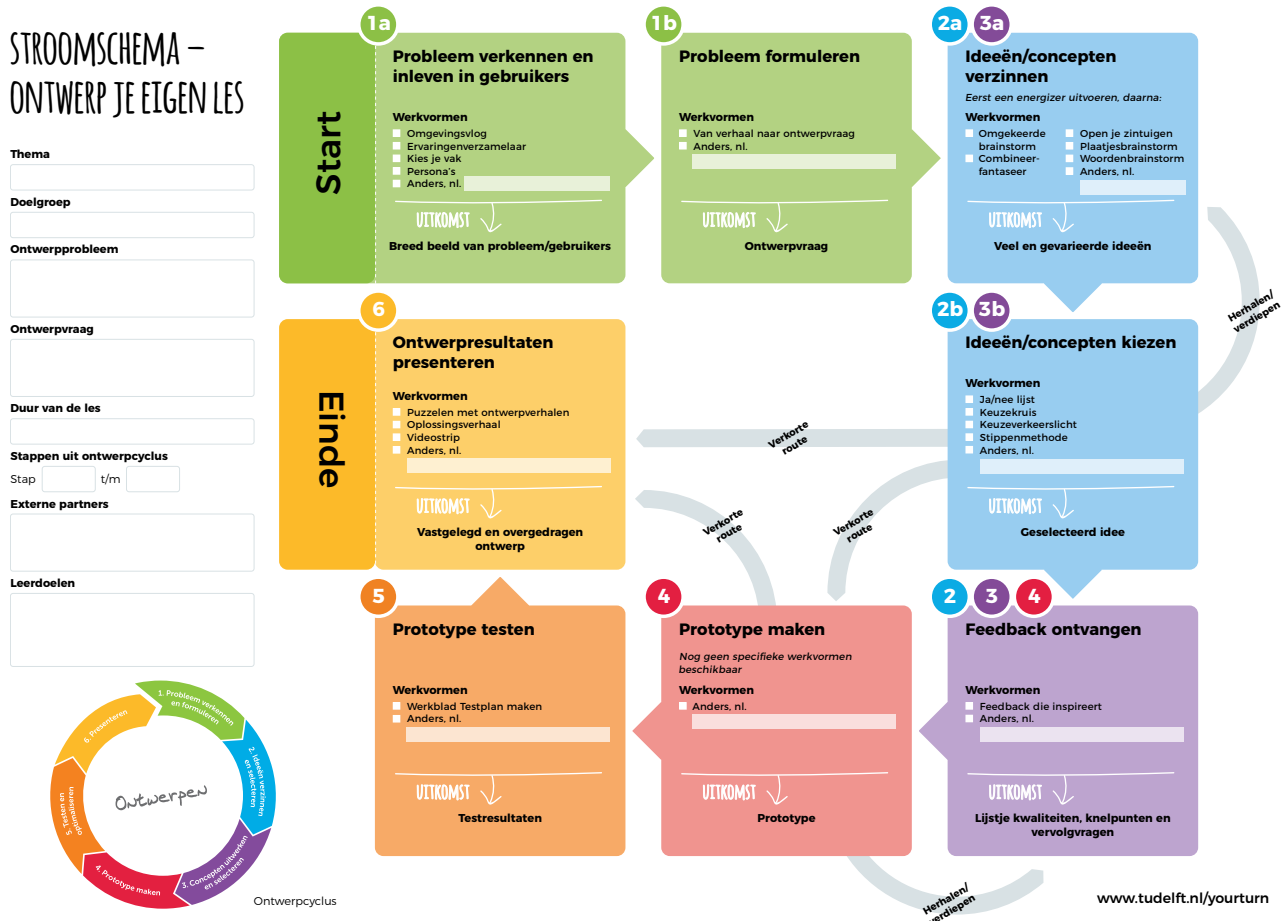 STROOMSCHEMA –
ONTWERP JE EIGEN LES
Thema
Doelgroep
Ontwerpprobleem
Ontwerpvraag
Duur van de les
Stappen uit ontwerpcyclus
Stap
t/m
Externe partners
Leerdoelen
1. Probleem verkennen
en formuleren
2. Ideeën verzinnen
en selecteren
3. Concepten uitwerken
en selecteren
4. Prototype maken
5. Testen en
optimaliseren
6. Presenteren
Ontwerpen
Ontwerpcyclus
Start
1a
Probleem verkennen en
inleven in gebruikers
Werkvormen
Omgevingsvlog
Ervaringenverzamelaar
Kies je vak
Persona's
Anders, nl.
UITKOMST
Breed beeld van probleem/gebruikers
1b
Probleem formuleren
Werkvormen
Van verhaal naar ontwerpvraag
Anders, nl.
UITKOMST
Ontwerpvraag
2a 3a
Ideeën/concepten
verzinnen
Eerst een energizer uitvoeren, daarna:
Werkvormen
Omgekeerde
brainstorm
Combineer-
fantaseer
Open je zintuigen
Plaatjesbrainstorm
Woordenbrainstorm
Anders, nl.
UITKOMST
Veel en gevarieerde ideeën
Herhalen/
verdiepen
2b 3b
Ideeën/concepten kiezen
Werkvormen
Ja/nee lijst
Keuzekruis
Keuzeverkeerslicht
Stippenmethode
Anders, nl.
UITKOMST
Geselecteerd idee
Verkorte
route
Verkorte
route
Verkorte
route
Einde
6
Ontwerpresultaten
presenteren
Werkvormen
Puzzelen met ontwerpverhalen
Oplossingsverhaal
Videostrip
Anders, nl.
UITKOMST
Vastgelegd en overgedragen
ontwerp
5
Prototype testen
Werkvormen
Werkblad Testplan maken
Anders, nl.
UITKOMST
Testresultaten
4
Prototype maken
Nog geen specifieke werkvormen
beschikbaar
Werkvormen
Anders, nl.
UITKOMST
Prototype
2 3 4
Feedback ontvangen
Werkvormen
Feedback die inspireert
Anders, nl.
UITKOMST
Lijstje kwaliteiten, knelpunten en
vervolgvragen
Herhalen/
verdiepen
www.tudelft.nl/yourturn